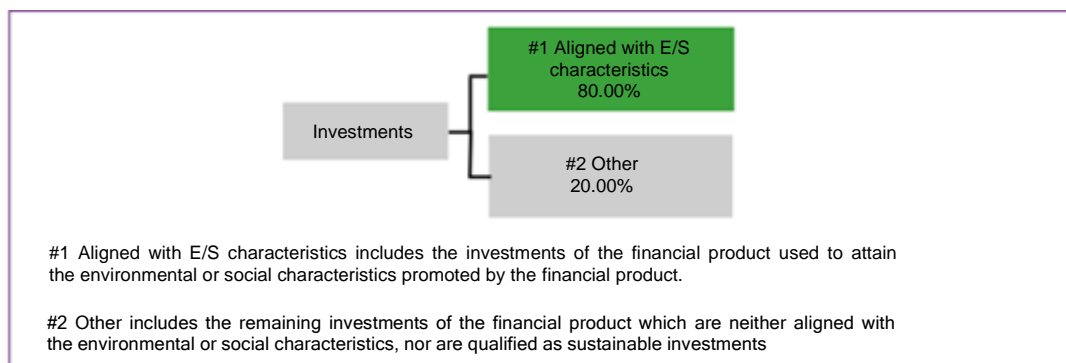 #1 Aligned with E/S
characteristics
80.00%
Investments
#2 Other
20.00%
#1 Aligned with E/S characteristics includes the investments of the financial product used to attain
the environmental or social characteristics promoted by the financial product.
#2 Other includes the remaining investments of the financial product which are neither aligned with
the environmental or social characteristics, nor are qualified as sustainable investments